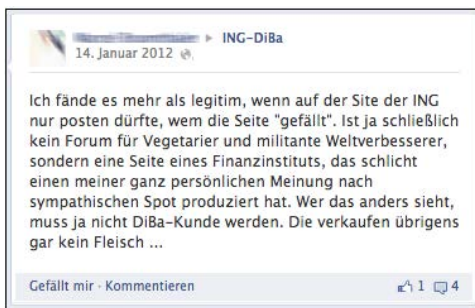 ING-DiBa
14. Januar 2012
Ich fände es mehr als legitim, wenn auf der Site der ING
nur posten dürfte, wem die Seite "gefällt". Ist ja schließlich
kein Forum für Vegetarier und militante Weltverbesserer,
sondern eine Seite eines Finanzinstituts, das schlicht
einen meiner ganz persönlichen Meinung nach
sympathischen Spot produziert hat. Wer das anders sieht,
muss ja nicht DiBa-Kunde werden. Die verkaufen übrigens
gar kein Fleisch ...
Gefällt mir · Kommentieren 1 4